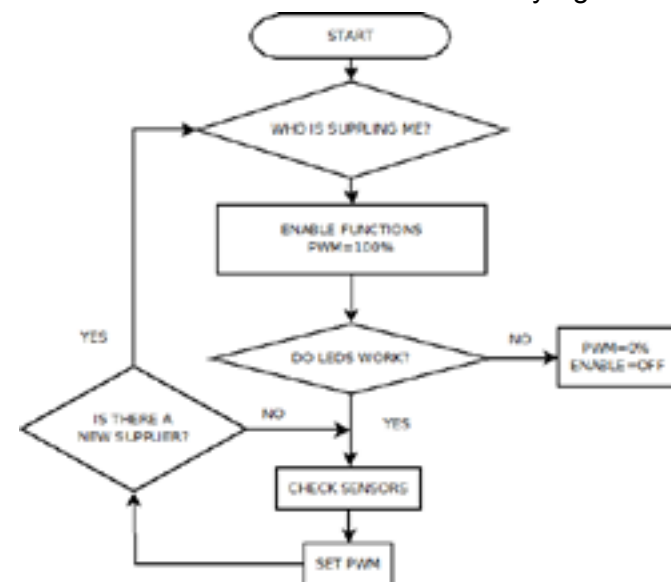 START
WHO IS SUPPLING ME?
ENABLE FUNCTIONS
PWM=100%
YES
DO LEDS WORK?
NO
PWM=0%
ENABLE=OFF
IS THERE A
NEW SUPPLIER?
NO
YES
CHECK SENSORS
SET PWM